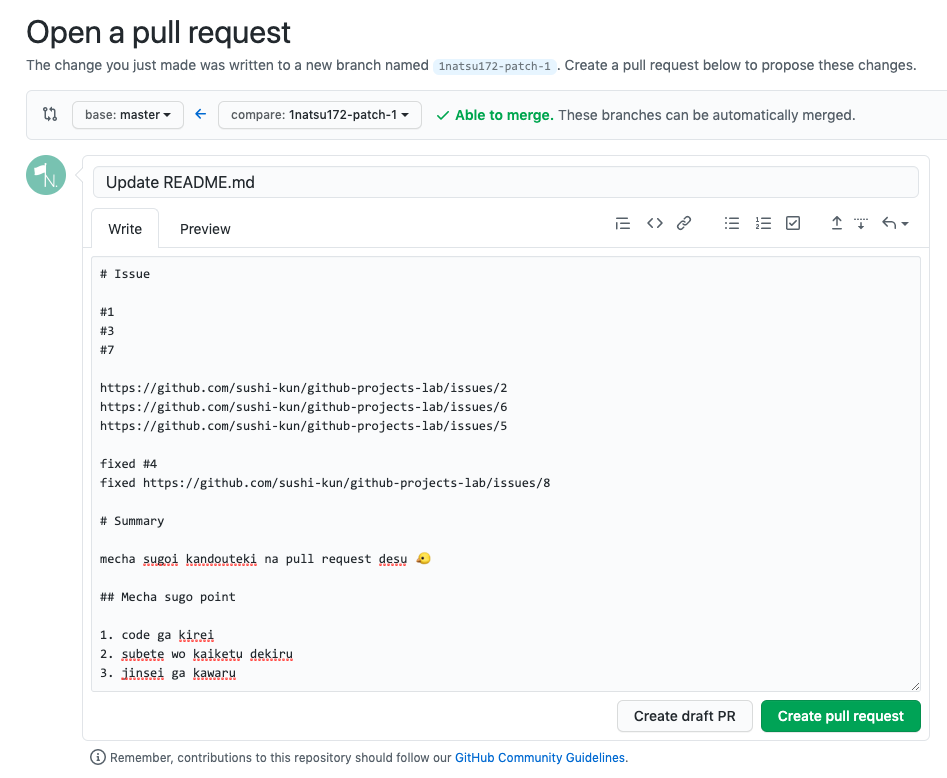 Open a pull request
The change you just made was written to a new branch named 1natsu172-patch-1 . Create a pull request below to propose these changes.
base: master compare: 1natsu172-patch-1 Able to merge. These branches can be automatically merged.
N.
Update README.md
Write Preview
# Issue
#1
#3
#7
https://github.com/sushi-kun/github-projects-lab/issues/2
https://github.com/sushi-kun/github-projects-lab/issues/6
https://github.com/sushi-kun/github-projects-lab/issues/5
fixed #4
fixed https://github.com/sushi-kun/github-projects-lab/issues/8
# Summary
mecha sugoi kandouteki na pull request desu 🐤
## Mecha sugo point
1. code ga kirei
2. subete wo kaiketu dekiru
3. jinsei ga kawaru
Create draft PR Create pull request
Remember, contributions to this repository should follow our GitHub Community Guidelines.